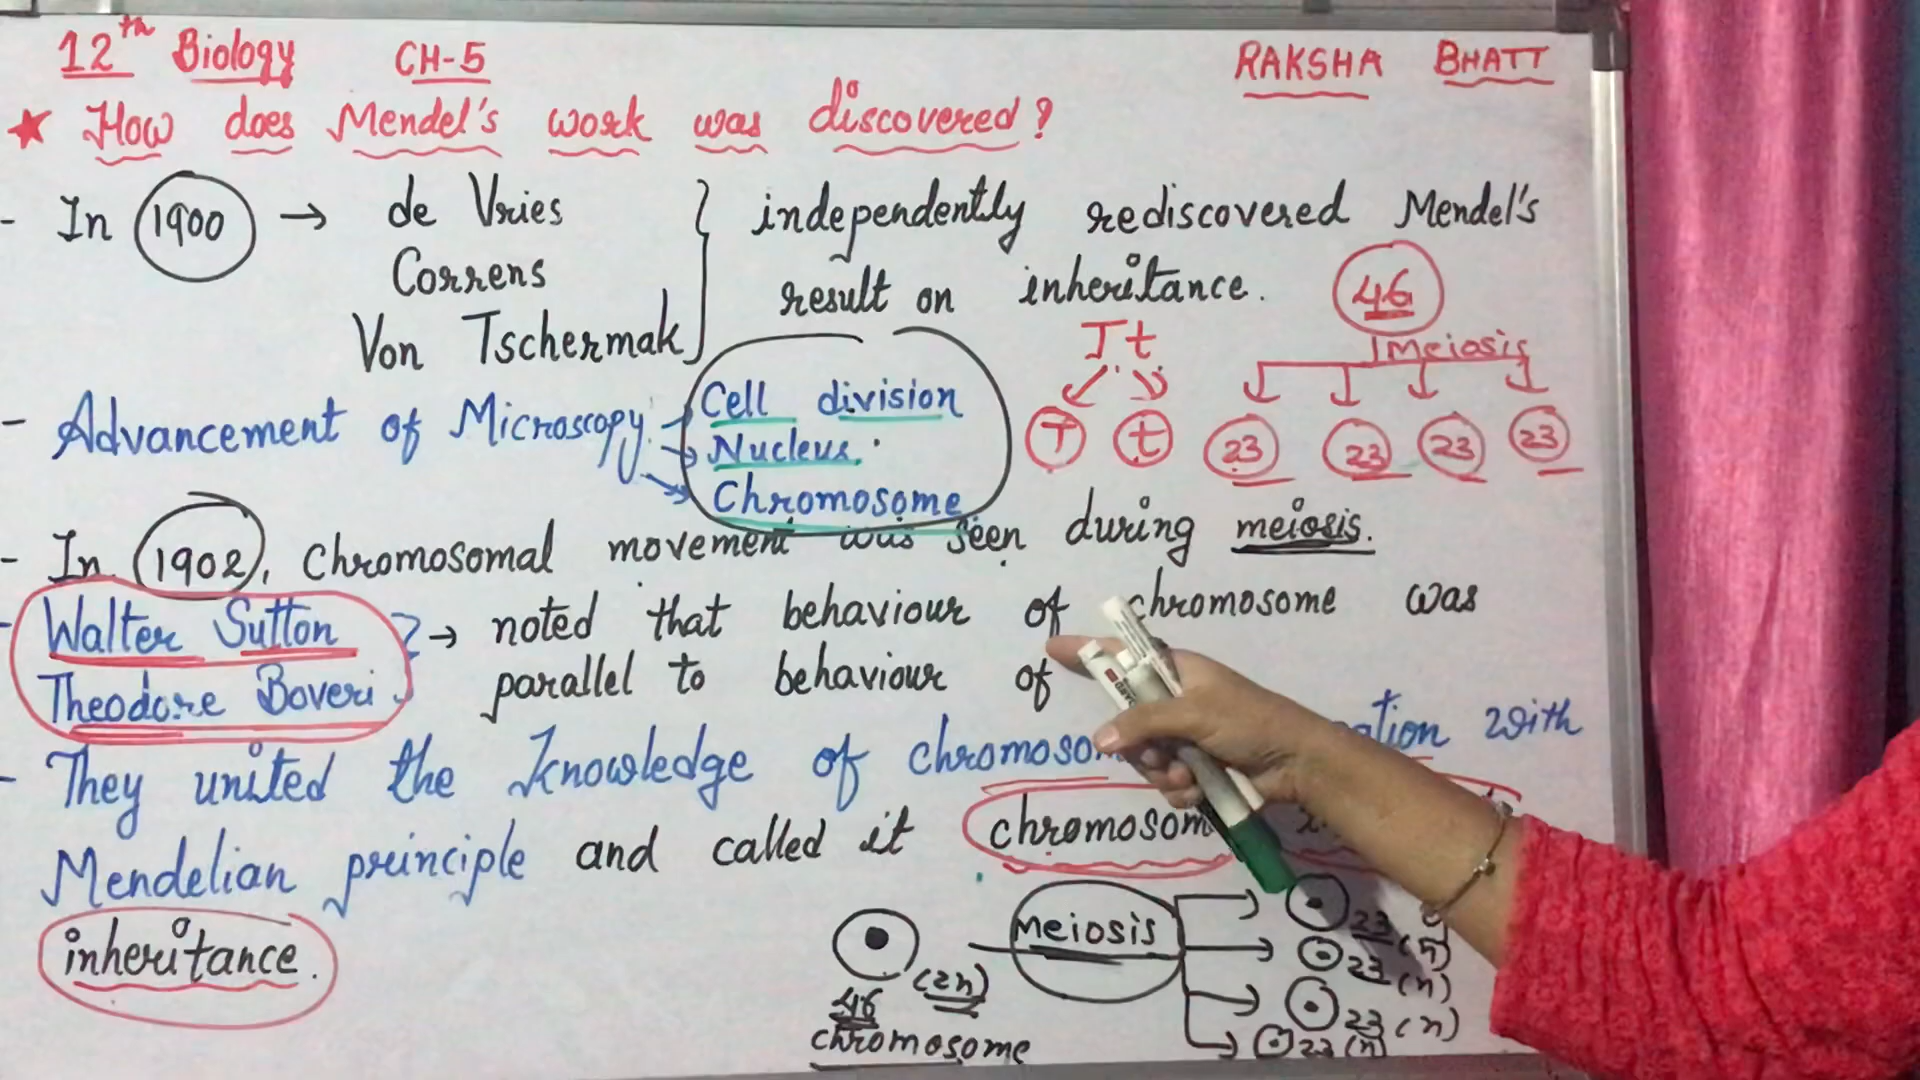 12th Biology CH-5 RAKSHA BHATT
★ How does Mendel's work was discovered?
- In 1900 → de Vries
Correns
Von Tschermak
independently rediscovered Mendel's
result on inheritance.
46
Meiosis
23 23 23 23
Tt
T t
- Advancement of Microscopy
Cell division
Nucleus.
Chromosome
- In 1902, Chromosomal movement was seen during meiosis.
- Walter Sutton
Theodore Boveri
→ noted that behaviour of chromosome was
parallel to behaviour of
- They united the knowledge of with
Mendelian principle and called it
inheritance.
46 (2n)
chromosome
meiosis
23
23 (n)
23 (n)
23 (n)